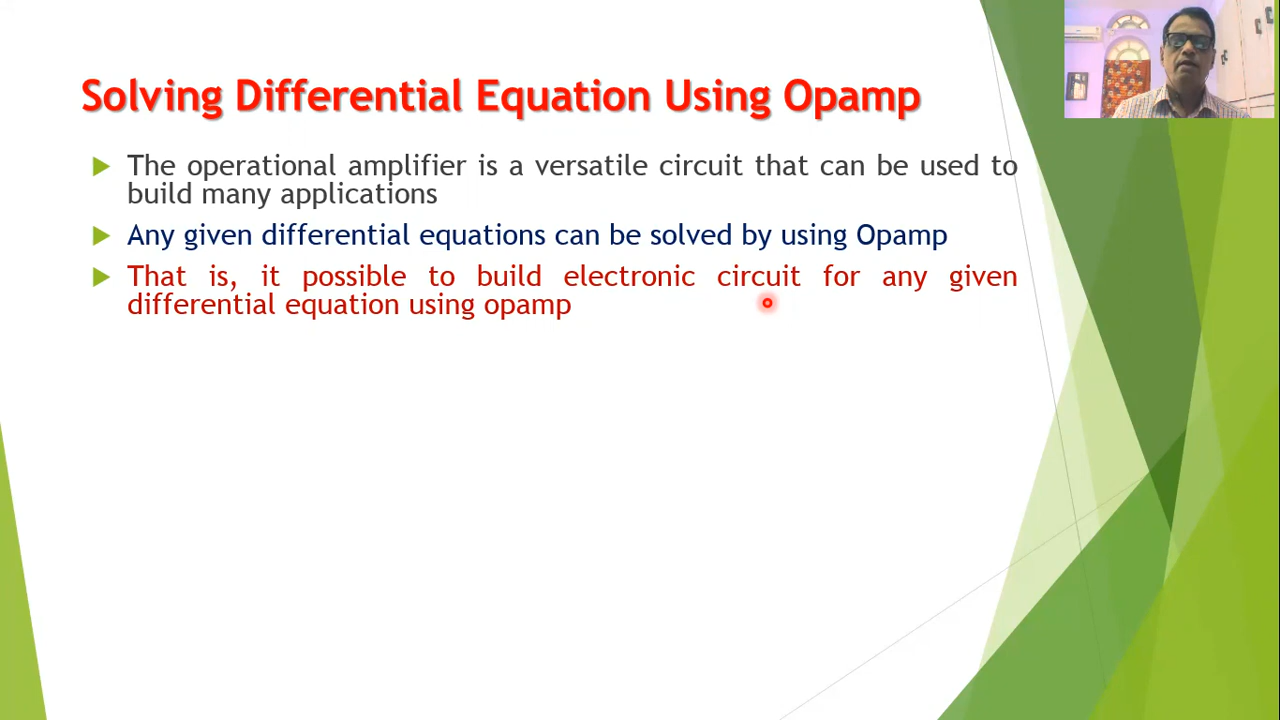 Solving Differential Equation Using Opamp
The operational amplifier is a versatile circuit that can be used to
build many applications
Any given differential equations can be solved by using Opamp
That is, it possible to build electronic circuit for any given
differential equation using opamp